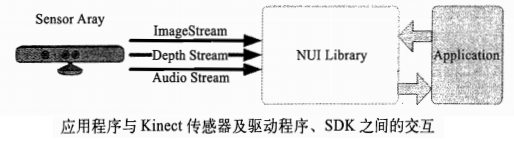 Sensor Aray
ImageStream
Depth Stream
Audio Stream
NUI Library
Application
应用程序与 Kinect 传感器及驱动程序、SDK 之间的交互